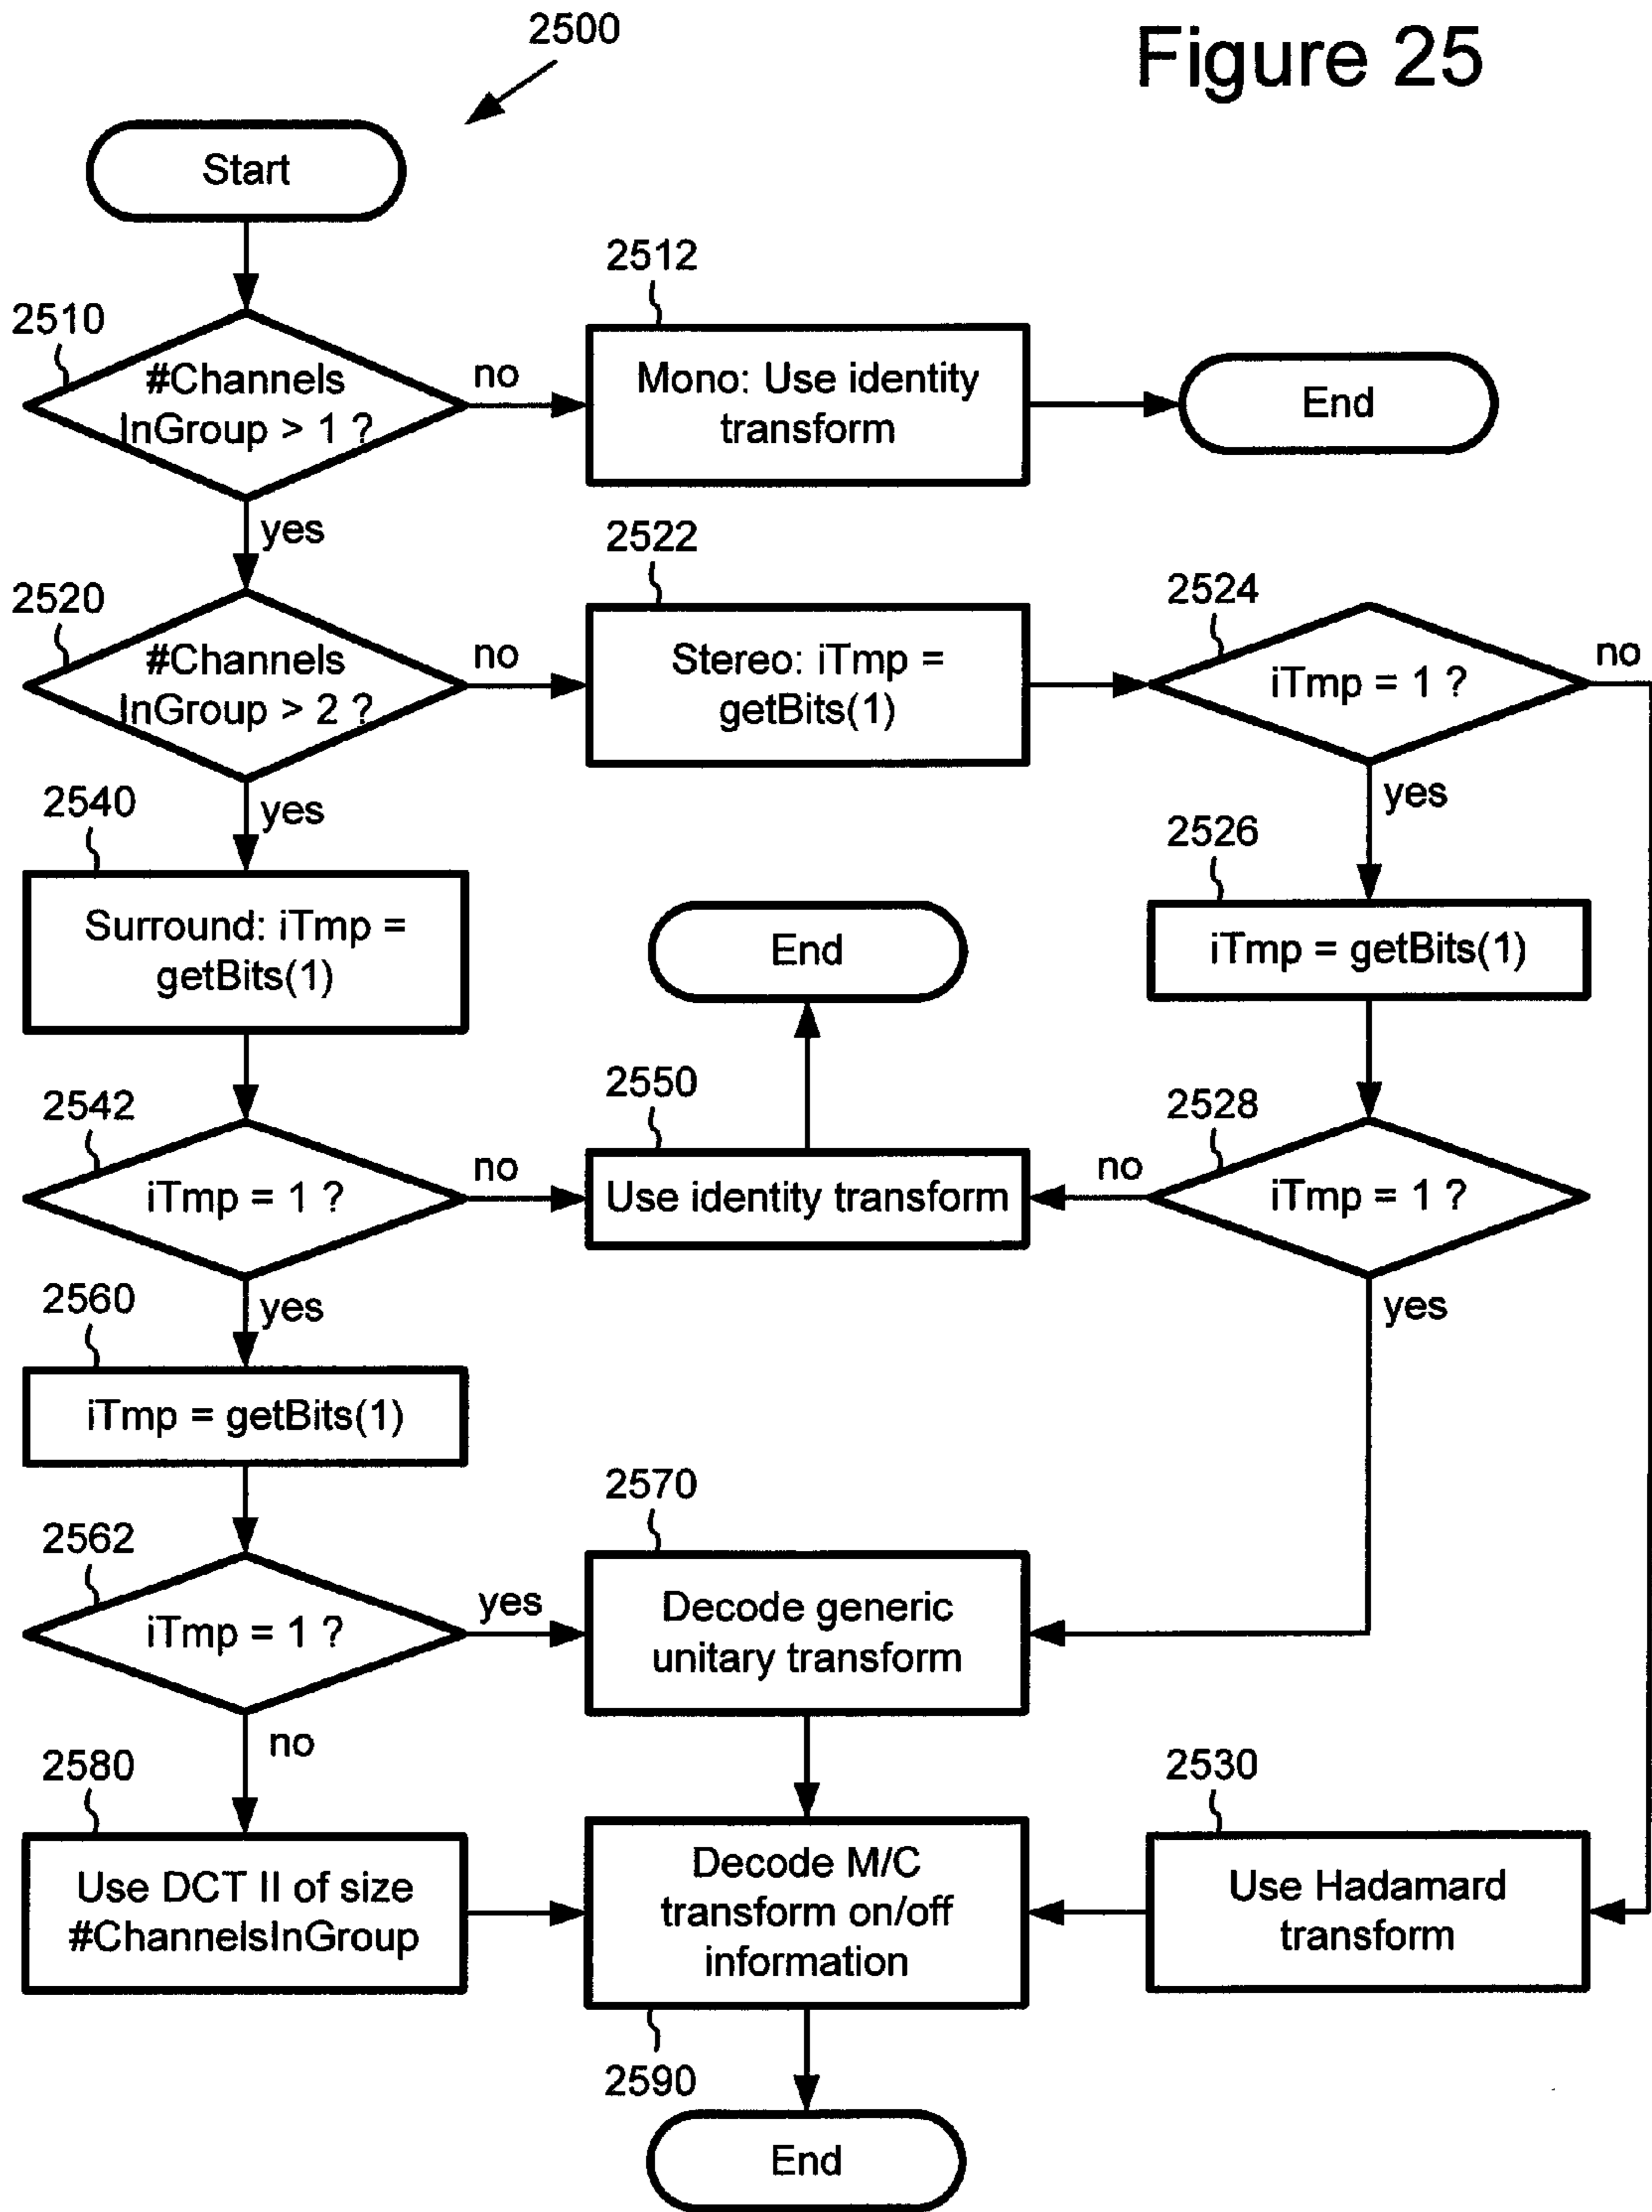 Figure 25
2500
Start
2510
#Channels
InGroup > 1 ?
no
yes
2512
Mono: Use identity
transform
End
2520
#Channels
InGroup > 2 ?
no
yes
2522
Stereo: iTmp =
getBits(1)
2524
iTmp = 1 ?
no
yes
2540
Surround: iTmp =
getBits(1)
End
2526
iTmp = getBits(1)
2542
iTmp = 1 ?
no
yes
2550
Use identity transform
2528
no
iTmp = 1 ?
yes
2560
iTmp = getBits(1)
2562
iTmp = 1 ?
yes
no
2570
Decode generic
unitary transform
2580
Use DCT II of size
#ChannelsInGroup
Decode M/C
transform on/off
information
2590
2530
Use Hadamard
transform
End